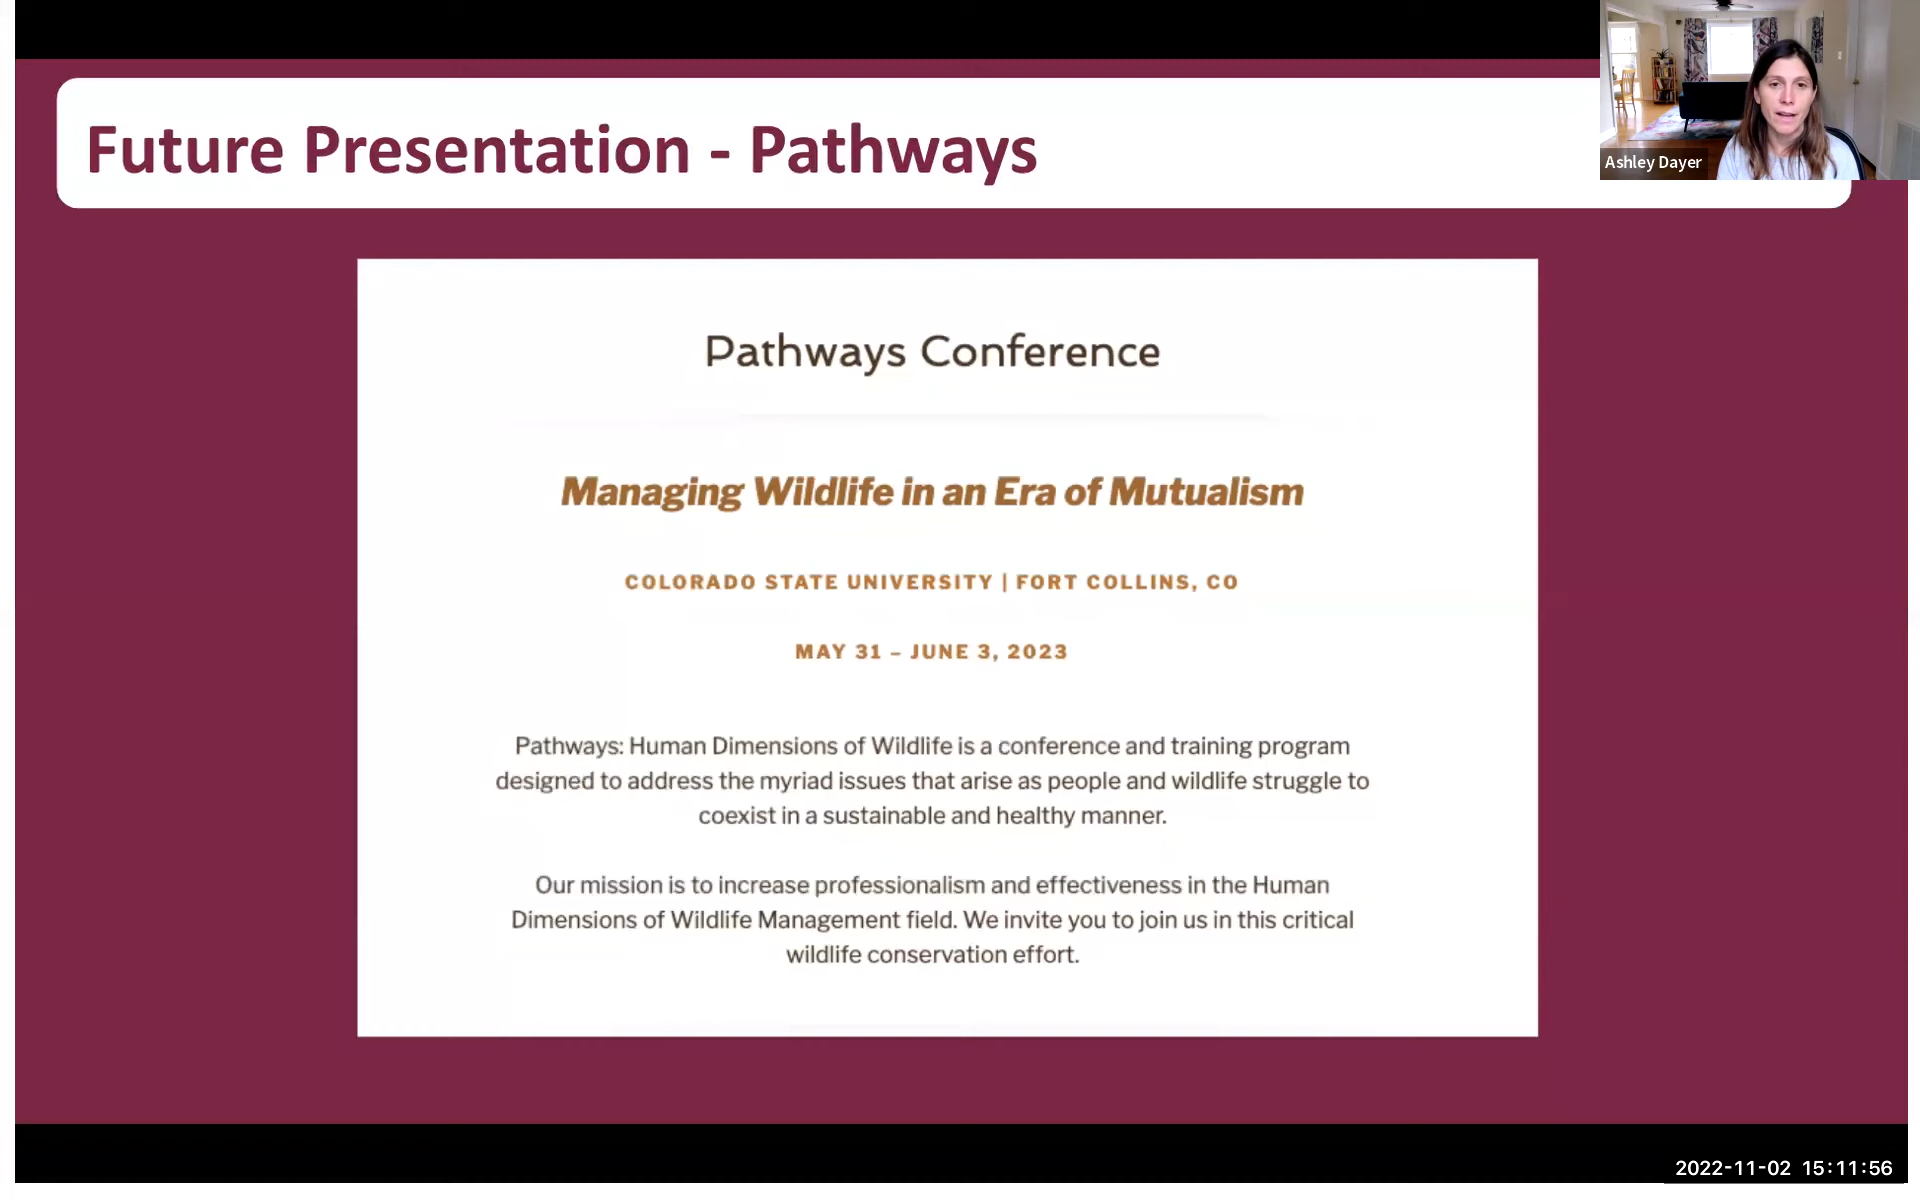 Future Presentation - Pathways
Ashley Dayer
Pathways Conference
Managing Wildlife in an Era of Mutualism
COLORADO STATE UNIVERSITY | FORT COLLINS, CO
MAY 31 – JUNE 3, 2023
Pathways: Human Dimensions of Wildlife is a conference and training program
designed to address the myriad issues that arise as people and wildlife struggle to
coexist in a sustainable and healthy manner.
Our mission is to increase professionalism and effectiveness in the Human
Dimensions of Wildlife Management field. We invite you to join us in this critical
wildlife conservation effort.
2022-11-02 15:11:56